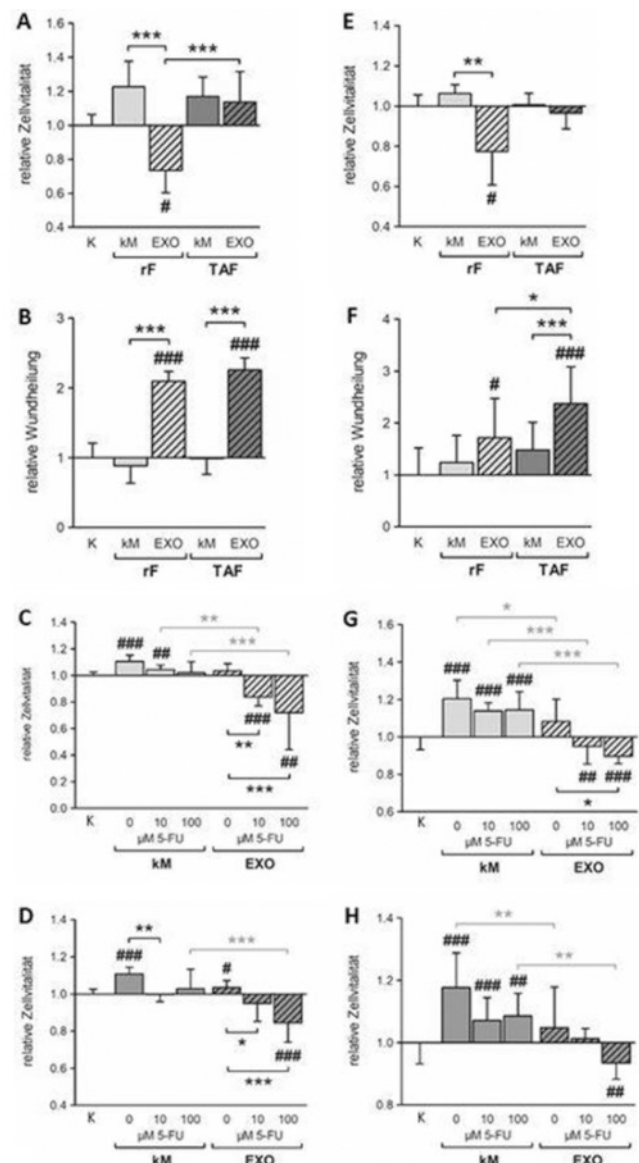 A
relative Zellvitalität
1.6
1.4
1.2
1.0
0.8
0.6
0.4
***
***
#
K
kM
EXO
kM
EXO
rF
TAF
E
relative Zellvitalität
1.4
1.2
1.0
0.8
0.6
0.4
**
#
K
kM
EXO
kM
EXO
rF
TAF
B
relative Wundheilung
3
2
1
0
***
***
###
###
K
kM
EXO
kM
EXO
rF
TAF
F
relative Wundheilung
4
3
2
1
0
*
***
#
###
K
kM
EXO
kM
EXO
rF
TAF
C
relative Zellvitalität
1.4
1.2
1.0
0.8
0.6
0.4
0.2
0.0
**
***
###
##
###
##
**
***
K
0
10
100
0
10
100
µM 5-FU
µM 5-FU
kM
EXO
G
relative Zellvitalität
1.6
1.4
1.2
1.0
0.8
0.6
*
***
***
###
###
###
##
###
*
K
0
10
100
0
10
100
µM 5-FU
µM 5-FU
kM
EXO
D
relative Zellvitalität
1.4
1.2
1.0
0.8
0.6
0.4
**
***
###
#
###
*
***
K
0
10
100
0
10
100
µM 5-FU
µM 5-FU
kM
EXO
H
relative Zellvitalität
1.4
1.2
1.0
0.8
**
**
###
###
##
##
K
0
10
100
0
10
100
µM 5-FU
µM 5-FU
kM
EXO